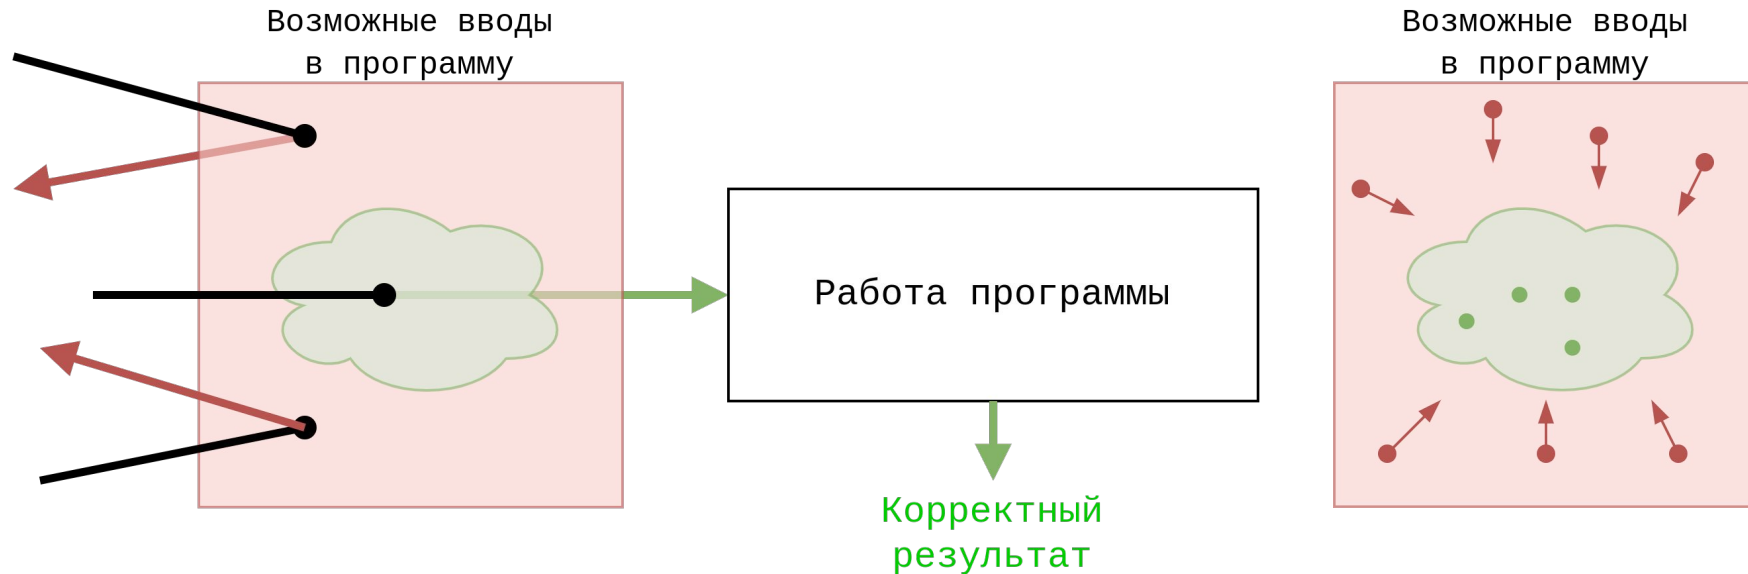 Возможные вводы
в программу
Работа программы
Корректный
результат
Возможные вводы
в программу